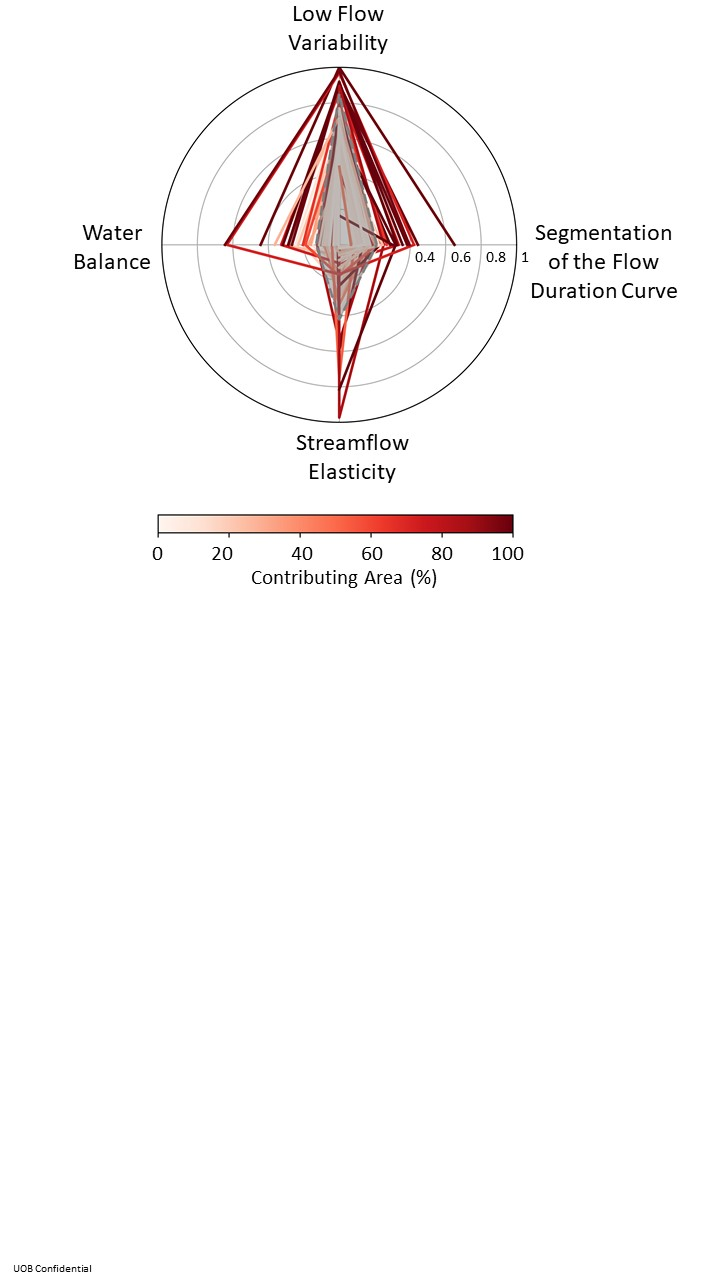 Low Flow
Variability
Water
Balance
0.4 0.6 0.8 1
Segmentation
of the Flow
Duration Curve
Streamflow
Elasticity
0 20 40 60 80 100
Contributing Area (%)
UOB Confidential